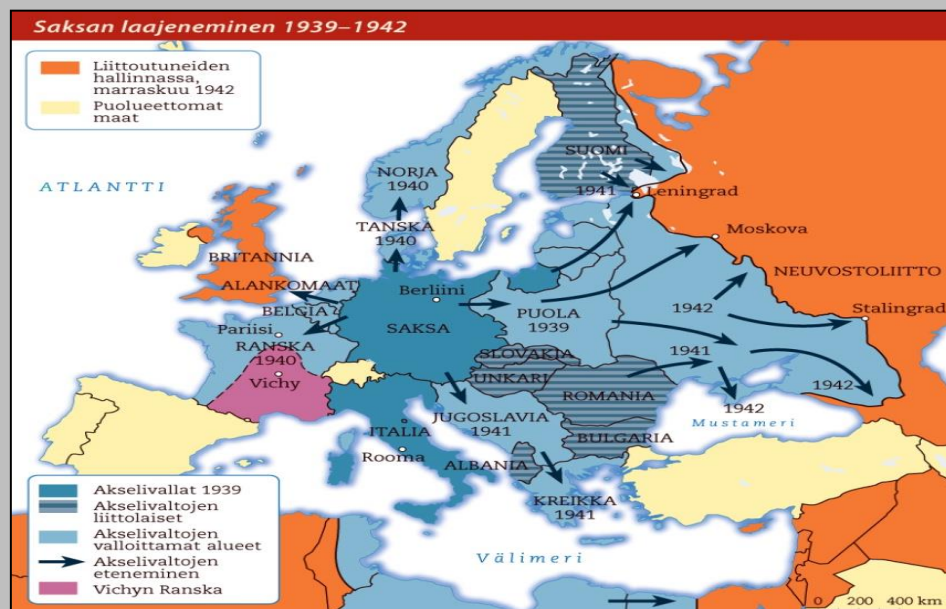 Saksan laajeneminen 1939–1942
Liittoutuneiden
hallinnassa,
marraskuu 1942
Puolueettomat
maat
ATLANTTI
NORJA
1940
SUOMI
1941
Leningrad
TANSKA
1940
Moskova
BRITANNIA
NEUVOSTOLIITTO
ALANKOMAAT
Berliini
BELGIA
PUOLA
1939
1942
Stalingrad
Pariisi
SAKSA
RANSKA
1940
SLOVAKIA
1941
Vichy
UNKARI
1942
ROMANIA
1942
JUGOSLAVIA
1941
Mustameri
ITALIA
BULGARIA
Rooma
ALBANIA
KREIKKA
1941
Akselivallat 1939
Akselivaltojen
liittolaiset
Akselivaltojen
valloittamat alueet
Akselivaltojen
eteneminen
Vichyn Ranska
Välimeri
0 200 400 km